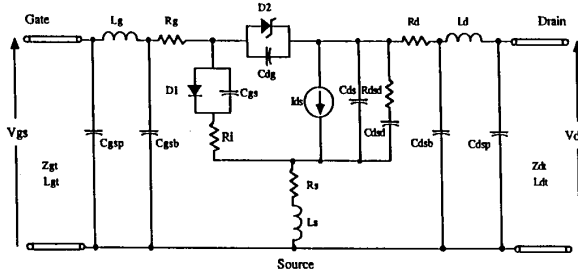 D2
Gate
Lg
Rg
Rd
Ld
Drain
Cdg
D1
Cgs
Ids
Cds
Rdsd
Vgs
Cgsp
Cgsb
Ri
Cdsd
Cdsb
Cdsp
Vd
Zgt
Lgt
Rs
Zdt
Ldt
Ls
Source